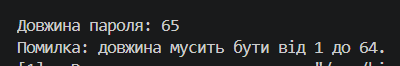 Довжина пароля: 65
Помилка: довжина мусить бути від 1 до 64.